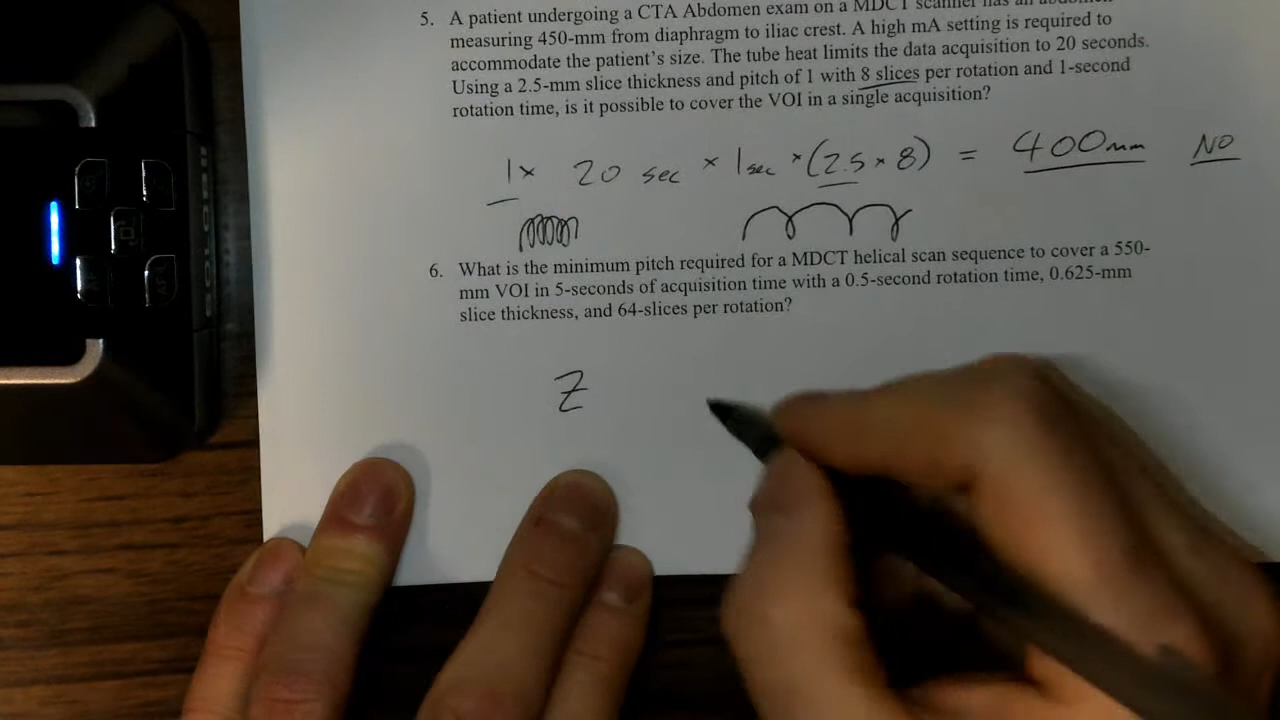 5. A patient undergoing a CTA Abdomen exam on a MDCT scanner has an abdomen
measuring 450-mm from diaphragm to iliac crest. A high mA setting is required to
accommodate the patient's size. The tube heat limits the data acquisition to 20 seconds.
Using a 2.5-mm slice thickness and pitch of 1 with 8 slices per rotation and 1-second
rotation time, is it possible to cover the VOI in a single acquisition?
1 x 20 sec x 1 sec x (2.5 x 8) = 400mm NO
6. What is the minimum pitch required for a MDCT helical scan sequence to cover a 550-
mm VOI in 5-seconds of acquisition time with a 0.5-second rotation time, 0.625-mm
slice thickness, and 64-slices per rotation?
Z